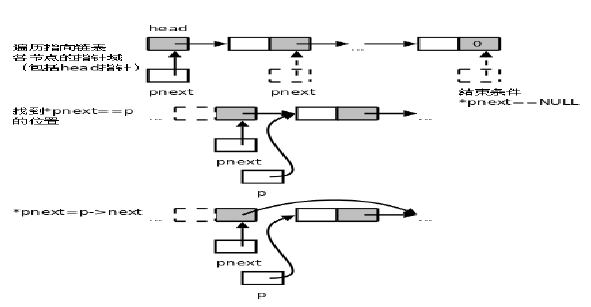 head
遍历指向链表
各节点的指针域
（包括head指针）
...
0
pnext
pnext
结束条件
*pnext==NULL
找到*pnext==p
的位置
...
...
pnext
p
*pnext=p->next
...
...
pnext
p